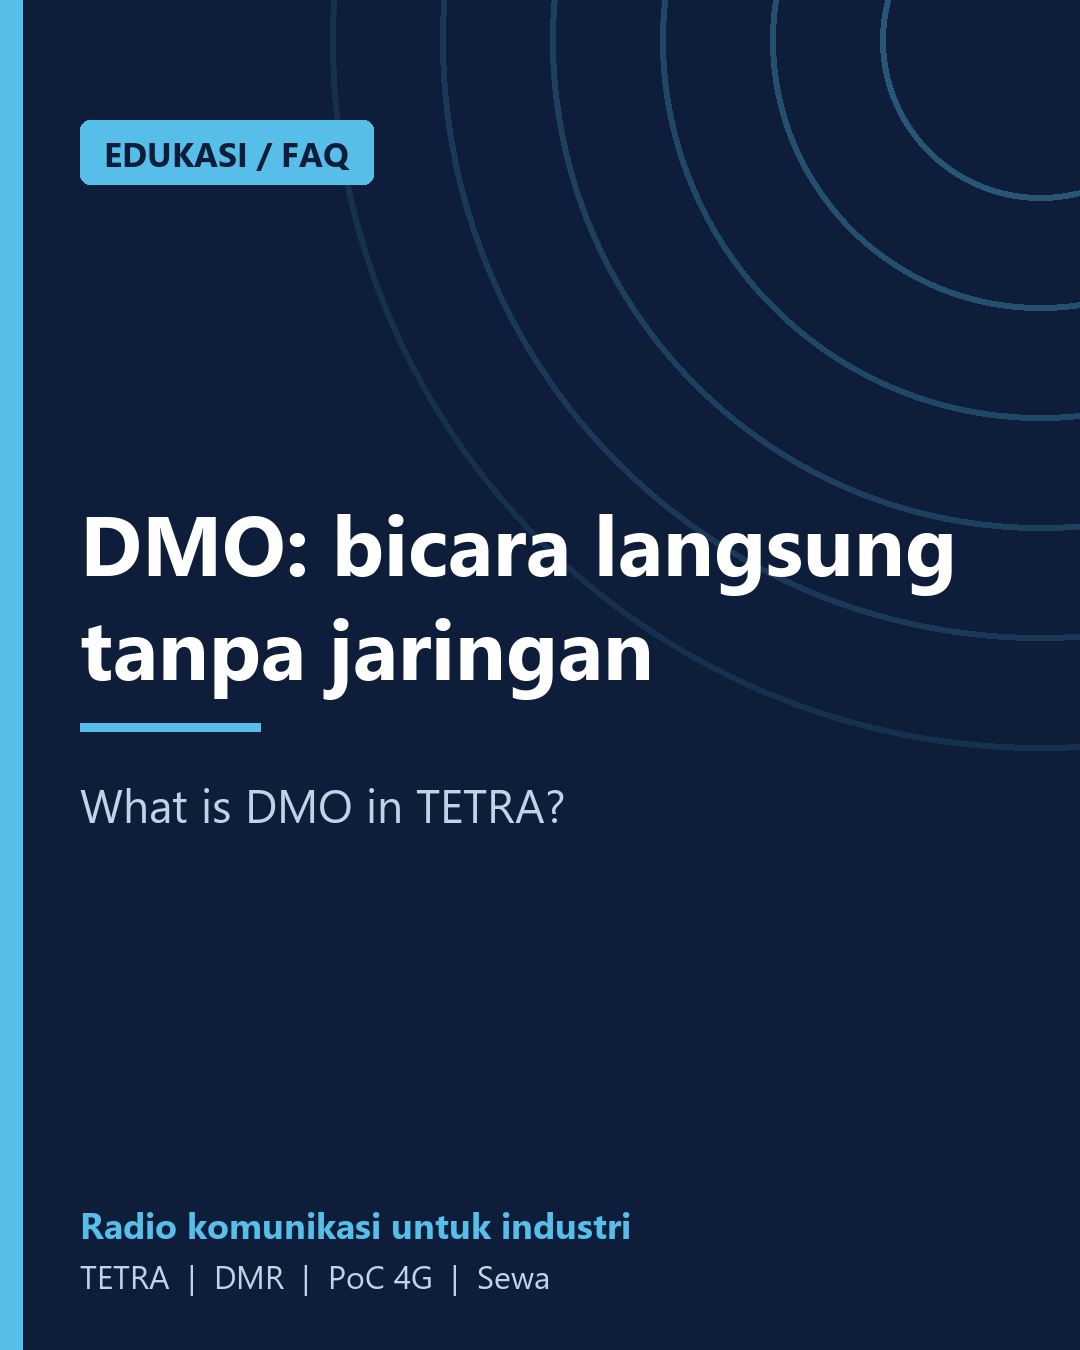 EDUKASI / FAQ
DMO: bicara langsung
tanpa jaringan
What is DMO in TETRA?
Radio komunikasi untuk industri
TETRA | DMR | PoC 4G | Sewa